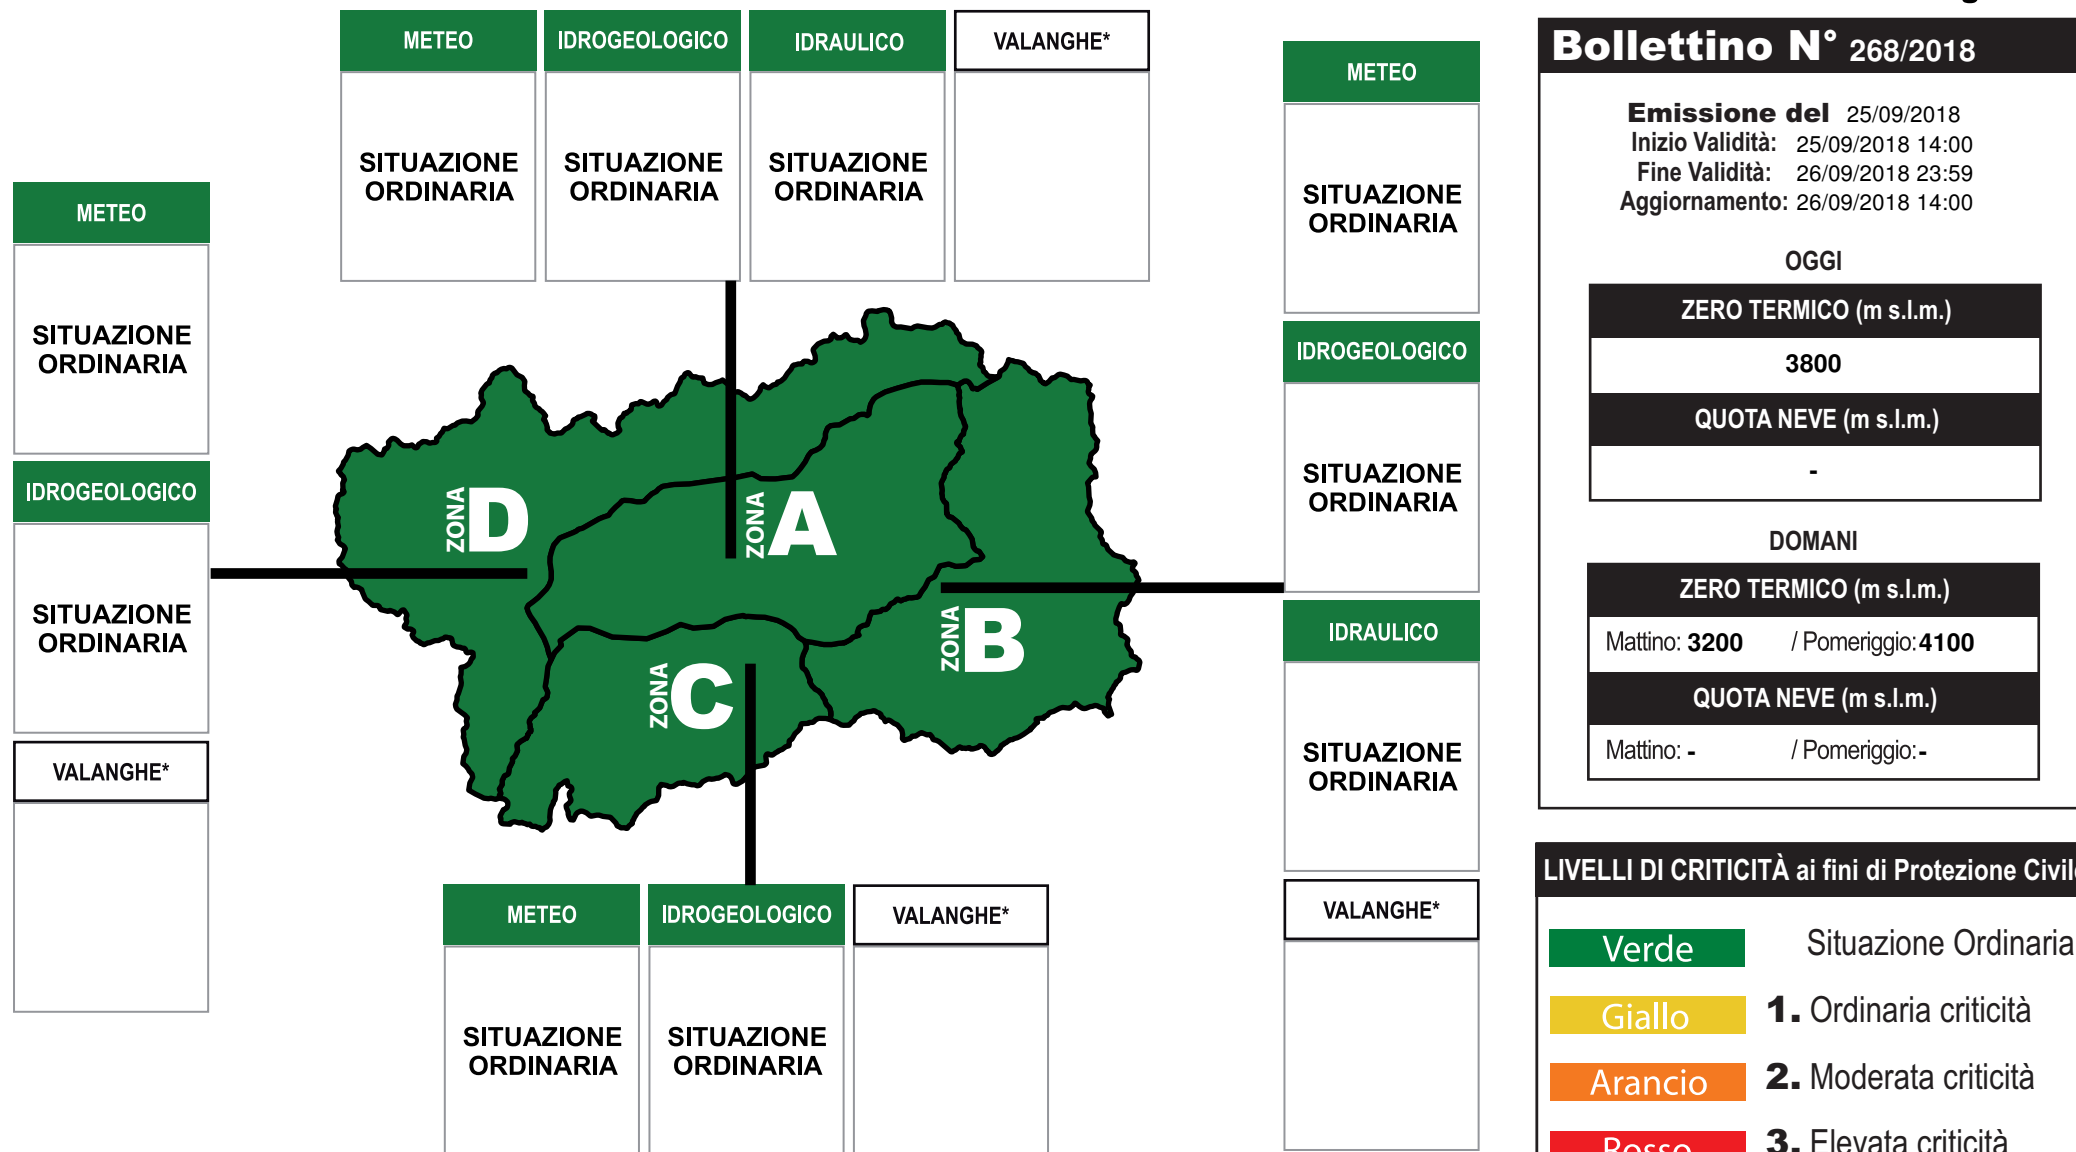 METEO
IDROGEOLOGICO
IDRAULICO
VALANGHE*
SITUAZIONE
ORDINARIA
SITUAZIONE
ORDINARIA
SITUAZIONE
ORDINARIA
METEO
SITUAZIONE
ORDINARIA
IDROGEOLOGICO
SITUAZIONE
ORDINARIA
VALANGHE*
ZONA D
ZONA A
ZONA B
ZONA C
METEO
SITUAZIONE
ORDINARIA
IDROGEOLOGICO
SITUAZIONE
ORDINARIA
IDRAULICO
SITUAZIONE
ORDINARIA
VALANGHE*
METEO
IDROGEOLOGICO
VALANGHE*
SITUAZIONE
ORDINARIA
SITUAZIONE
ORDINARIA
Bollettino N° 268/2018
Emissione del 25/09/2018
Inizio Validità: 25/09/2018 14:00
Fine Validità: 26/09/2018 23:59
Aggiornamento: 26/09/2018 14:00
OGGI
ZERO TERMICO (m s.l.m.)
3800
QUOTA NEVE (m s.l.m.)
-
DOMANI
ZERO TERMICO (m s.l.m.)
Mattino: 3200 / Pomeriggio: 4100
QUOTA NEVE (m s.l.m.)
Mattino: - / Pomeriggio: -
LIVELLI DI CRITICITÀ ai fini di Protezione Civile
Verde Situazione Ordinaria
Giallo 1. Ordinaria criticità
Arancio 2. Moderata criticità
Rosso 3. Elevata criticità